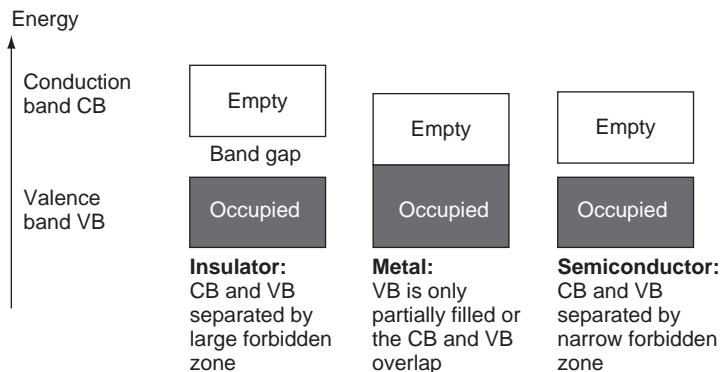 Energy
Conduction
band CB
Valence
band VB
Empty
Band gap
Occupied
Insulator:
CB and VB
separated by
large forbidden
zone
Empty
Occupied
Metal:
VB is only
partially filled or
the CB and VB
overlap
Empty
Occupied
Semiconductor:
CB and VB
separated by
narrow forbidden
zone